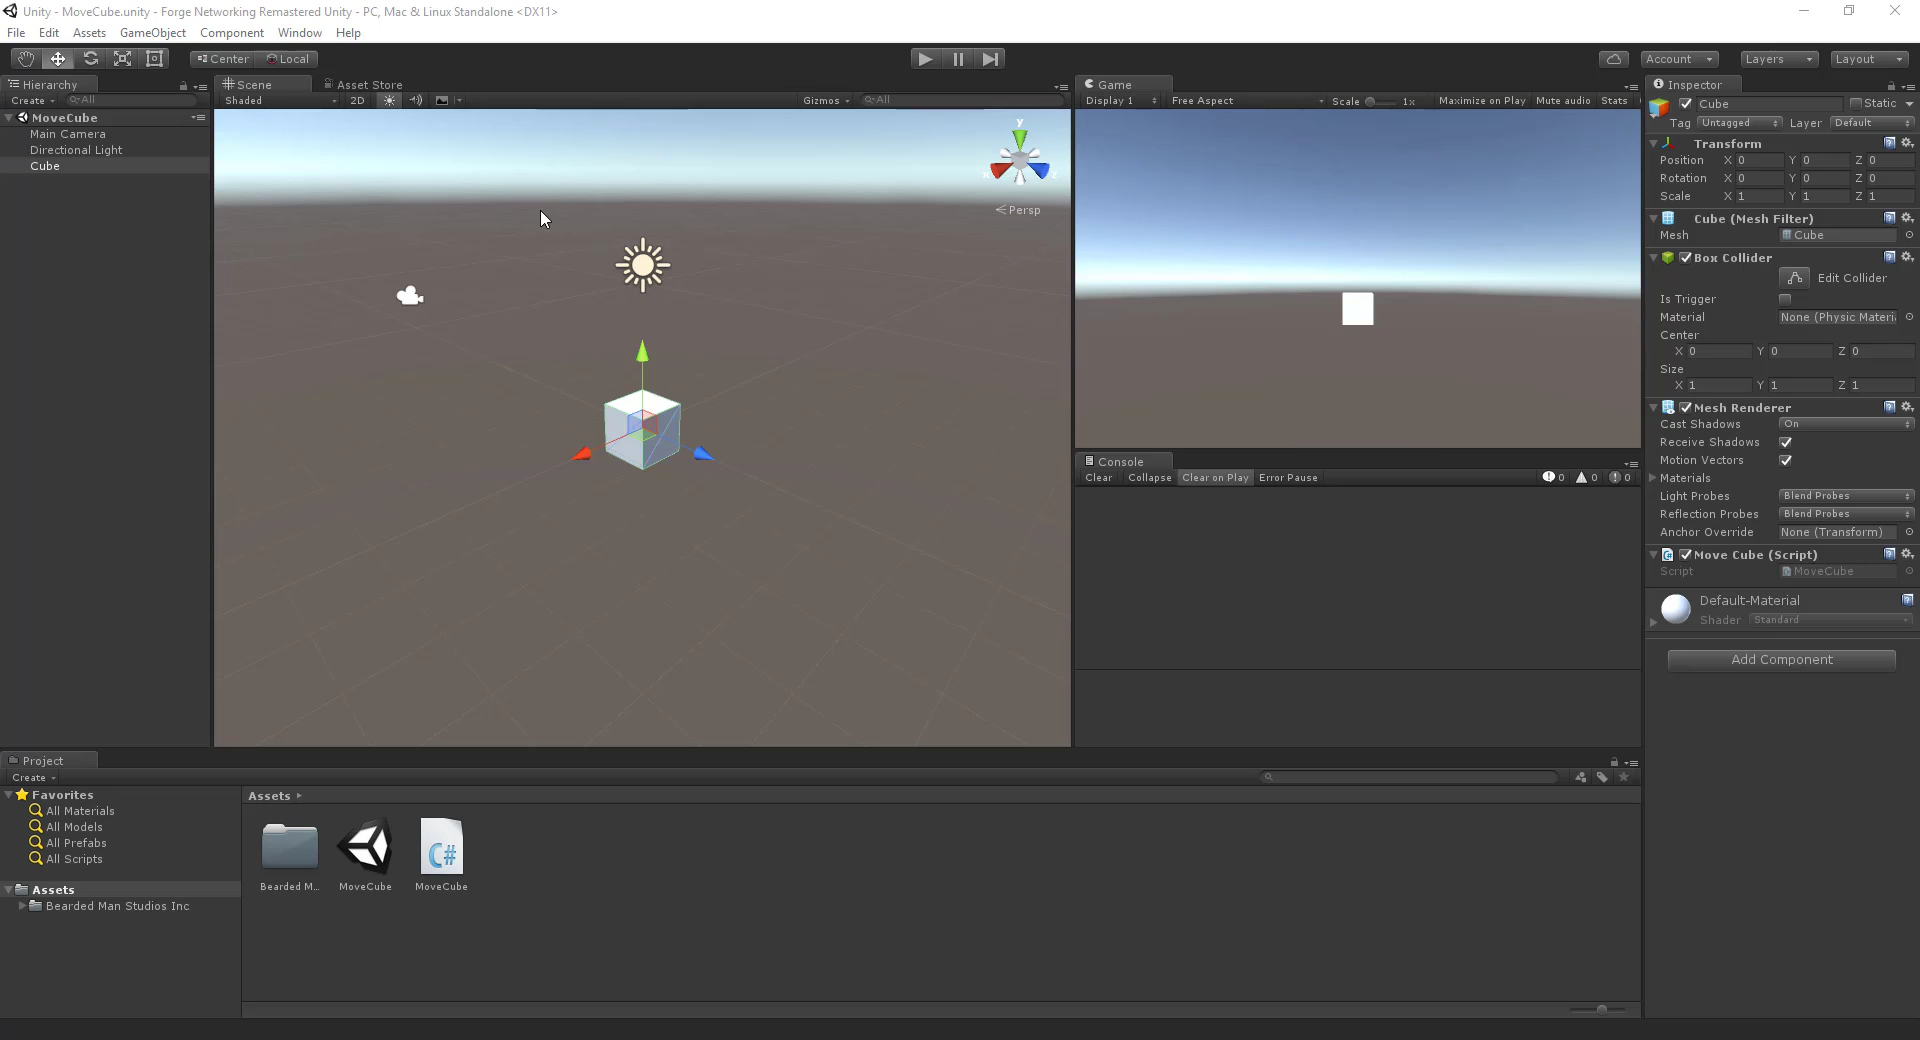 Unity - MoveCube.unity - Forge Networking Remastered Unity - PC, Mac & Linux Standalone <DX11>
File Edit Assets GameObject Component Window Help
Center Local Account Layers Layout
Hierarchy
Create All
MoveCube
Main Camera
Directional Light
Cube
Scene Asset Store
Shaded 2D Gizmos All
y
x z
Persp
Game
Display 1 Free Aspect Scale 1x Maximize on Play Mute audio Stats
Console
Clear Collapse Clear on Play Error Pause 0 0 0
Inspector
Cube Static
Tag Untagged Layer Default
Transform
Position X 0 Y 0 Z 0
Rotation X 0 Y 0 Z 0
Scale X 1 Y 1 Z 1
Cube (Mesh Filter)
Mesh Cube
Box Collider
Edit Collider
Is Trigger
Material None (Physic Materi
Center
X 0 Y 0 Z 0
Size
X 1 Y 1 Z 1
Mesh Renderer
Cast Shadows On
Receive Shadows
Motion Vectors
Materials
Light Probes Blend Probes
Reflection Probes Blend Probes
Anchor Override None (Transform)
Move Cube (Script)
Script MoveCube
Default-Material
Shader Standard
Add Component
Project
Create
Favorites
All Materials
All Models
All Prefabs
All Scripts
Assets
Bearded Man Studios Inc
Assets
C#
Bearded M... MoveCube MoveCube